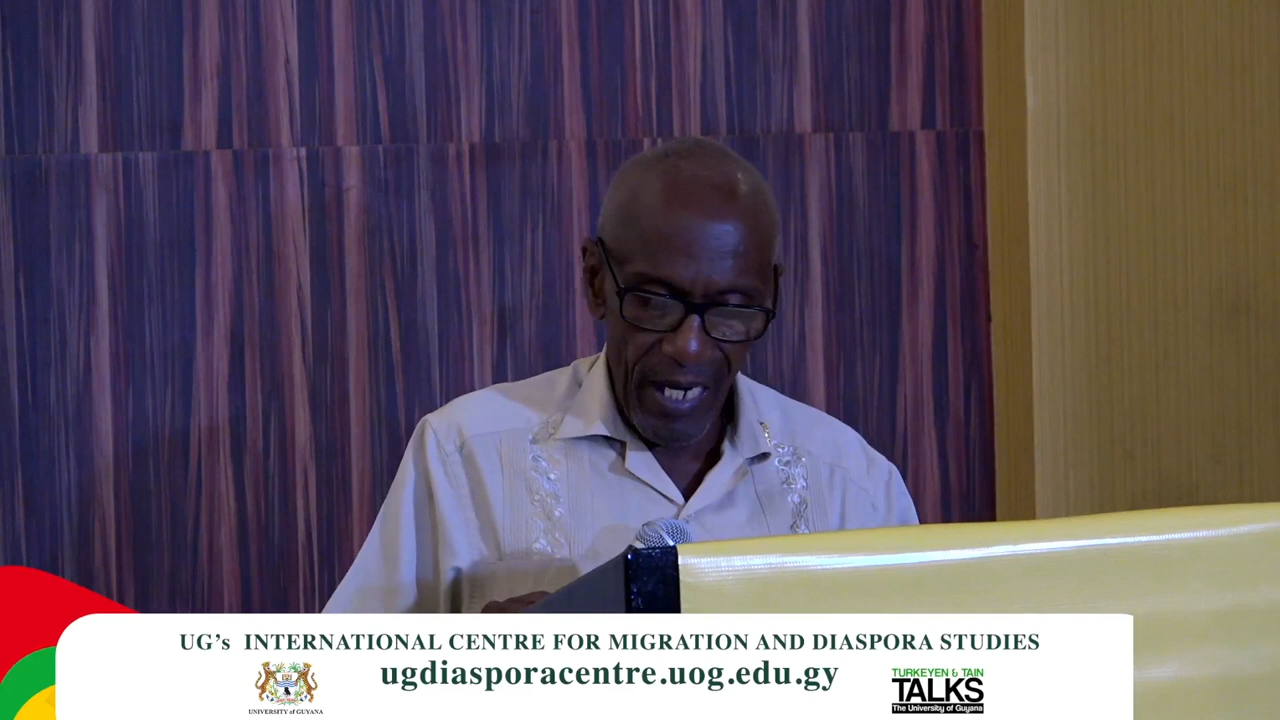 UG's INTERNATIONAL CENTRE FOR MIGRATION AND DIASPORA STUDIES
ugdiasporacentre.uog.edu.gy
UNIVERSITY of GUYANA
TURKEYEN & TAIN
TALKS
The University of Guyana